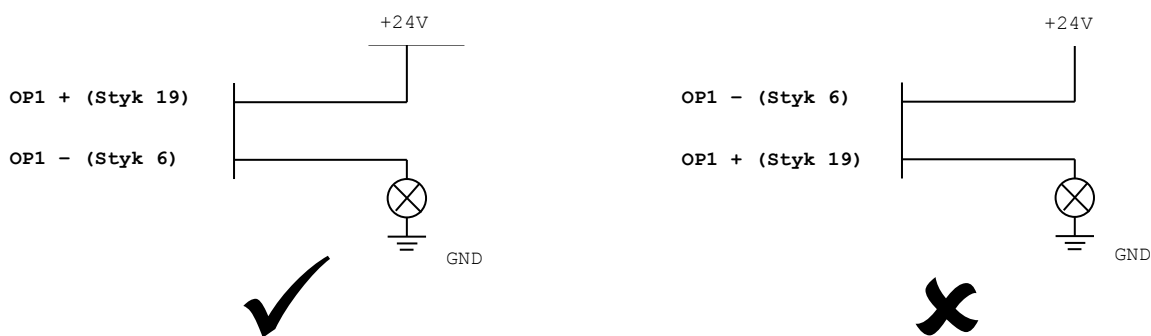 +24V
OP1 + (Styk 19)
OP1 – (Styk 6)
GND
+24V
OP1 – (Styk 6)
OP1 + (Styk 19)
GND